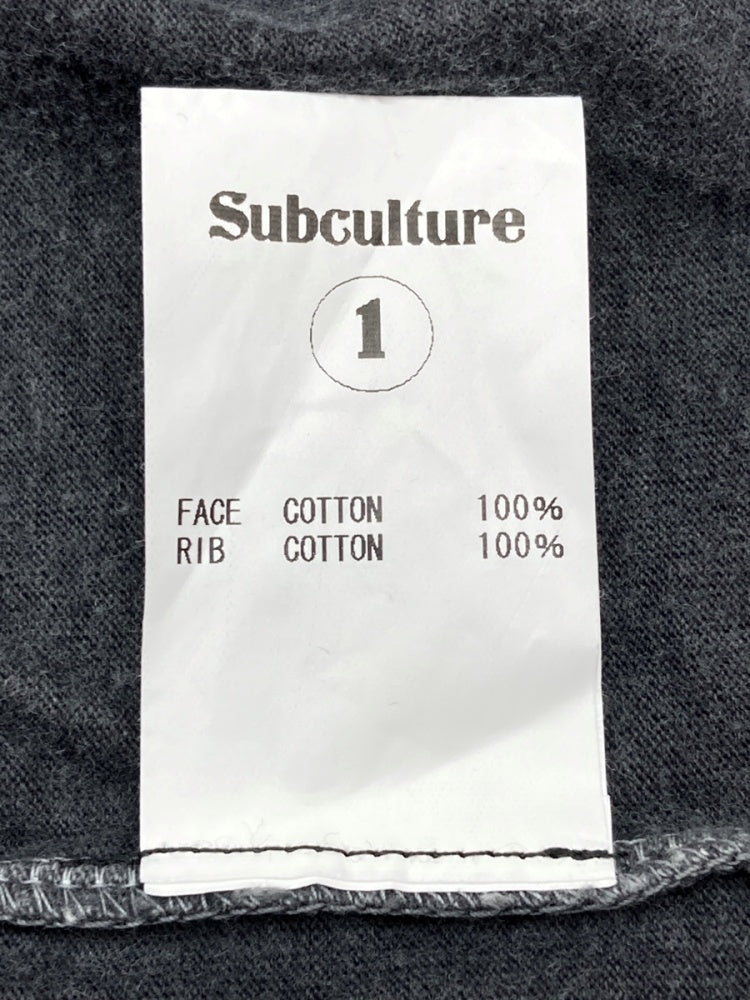 Subculture
1
FACE COTTON 100%
RIB COTTON 100%